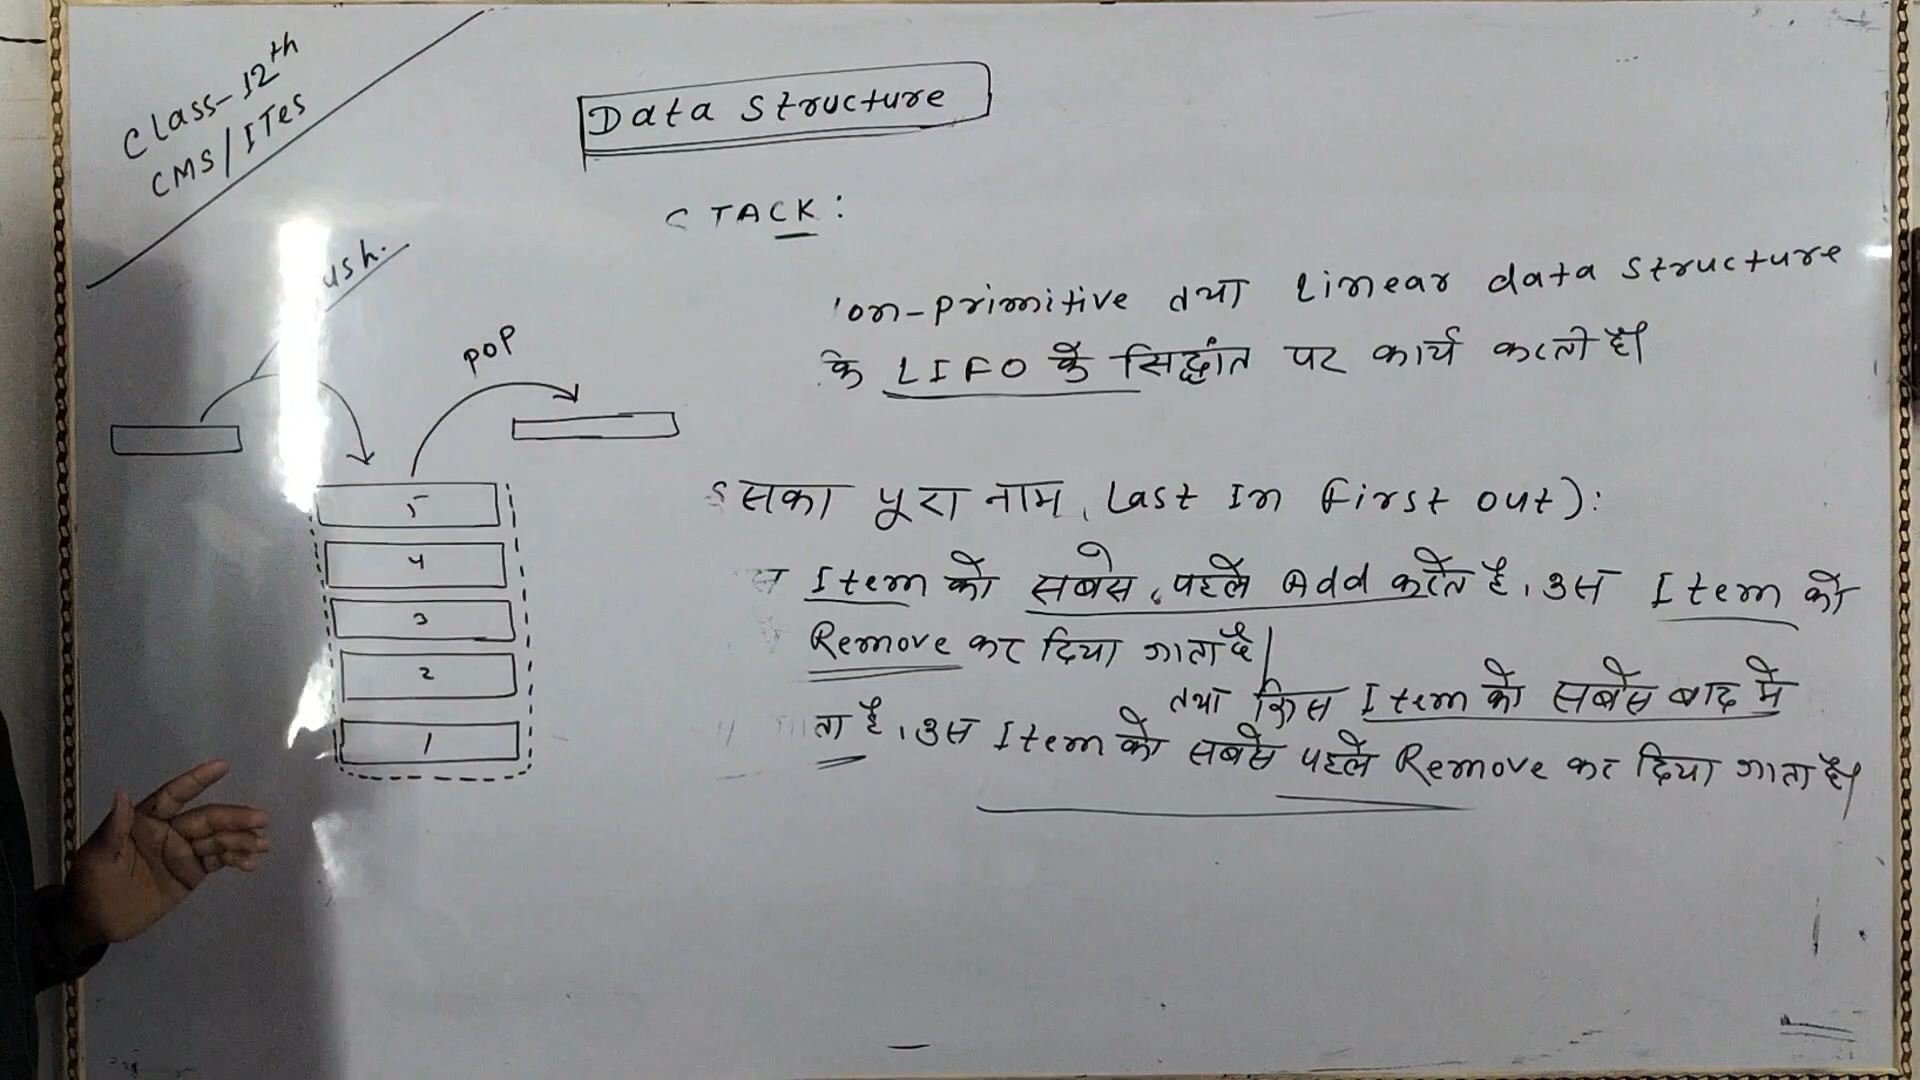 Class-12th
CMS/ITes
Data Structure
TACK:
ush.
on-primitive तथा Linear data structure
के LIFO के सिद्धांत पर कार्य करती है।
POP
इसका पूरा नाम, Last In First out):
Item को सबसे पहले Add करते है, उस Item को
Remove कर दिया जाता है।
तथा किस Item को सबसे बाद में
ता है, उस Item को सबसे पहले Remove कर दिया जाता है।
5
4
3
2
1